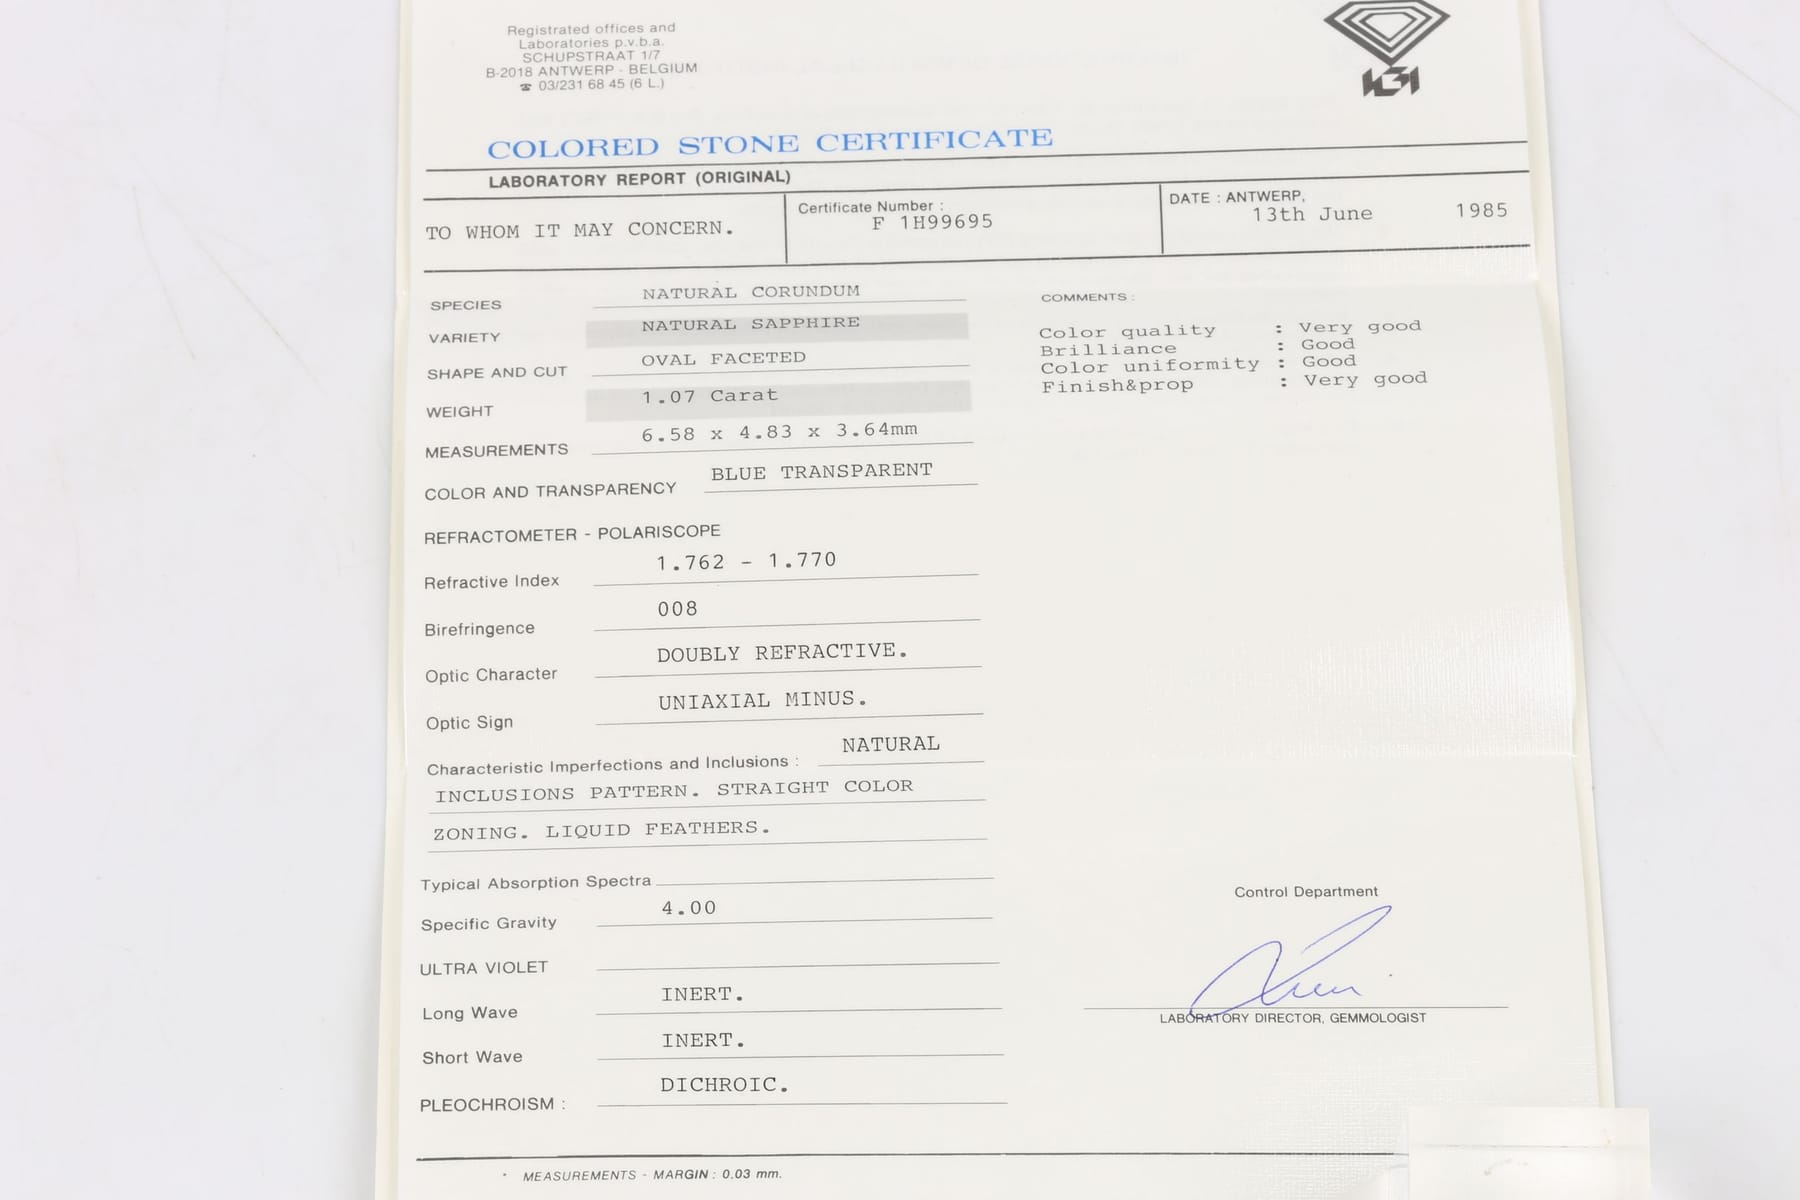 Registrated offices and
Laboratories p.v.b.a.
SCHUPSTRAAT 1/7
B-2018 ANTWERP - BELGIUM
☎ 03/231 68 45 (6 L.)
IGI
COLORED STONE CERTIFICATE
LABORATORY REPORT (ORIGINAL)
TO WHOM IT MAY CONCERN.
Certificate Number :
F 1H99695
DATE : ANTWERP,
13th June 1985
SPECIES NATURAL CORUNDUM
VARIETY NATURAL SAPPHIRE
SHAPE AND CUT OVAL FACETED
WEIGHT 1.07 Carat
MEASUREMENTS 6.58 x 4.83 x 3.64mm
COLOR AND TRANSPARENCY BLUE TRANSPARENT
REFRACTOMETER - POLARISCOPE
Refractive Index 1.762 - 1.770
Birefringence 008
Optic Character DOUBLY REFRACTIVE.
Optic Sign UNIAXIAL MINUS.
Characteristic Imperfections and Inclusions : NATURAL
INCLUSIONS PATTERN. STRAIGHT COLOR
ZONING. LIQUID FEATHERS.
Typical Absorption Spectra
Specific Gravity 4.00
ULTRA VIOLET
Long Wave INERT.
Short Wave INERT.
PLEOCHROISM : DICHROIC.
COMMENTS :
Color quality : Very good
Brilliance : Good
Color uniformity : Good
Finish&prop : Very good
Control Department
LABORATORY DIRECTOR, GEMMOLOGIST
* MEASUREMENTS - MARGIN : 0.03 mm.